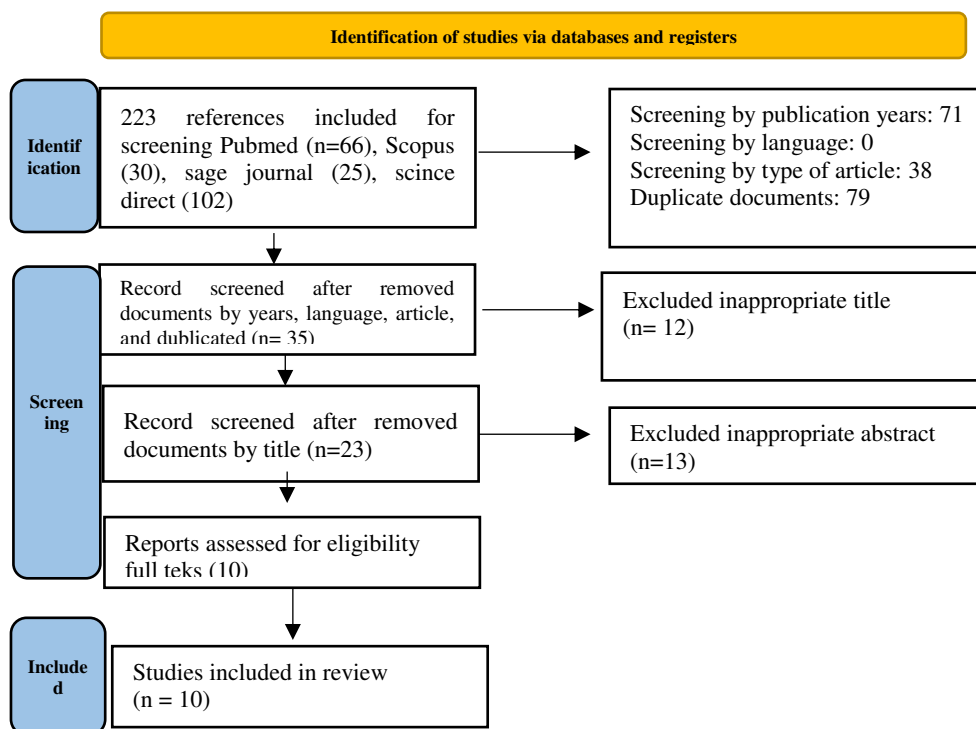 Identification of studies via databases and registers
Identif
ication
223 references included for
screening Pubmed (n=66), Scopus
(30), sage journal (25), scince
direct (102)
Screening by publication years: 71
Screening by language: 0
Screening by type of article: 38
Duplicate documents: 79
Screen
ing
Record screened after removed
documents by years, language, article,
and dublicated (n= 35)
Excluded inappropriate title
(n= 12)
Record screened after removed
documents by title (n=23)
Excluded inappropriate abstract
(n=13)
Reports assessed for eligibility
full teks (10)
Include
d
Studies included in review
(n = 10)